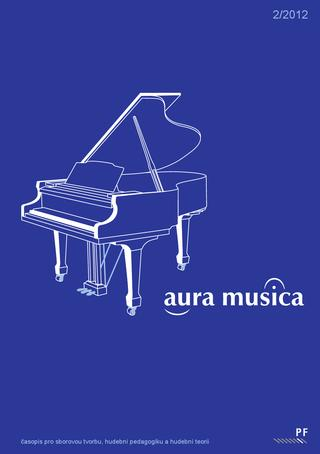 2/2012
aura musica
PF
časopis pro sborovou tvorbu, hudební pedagogiku a hudební teorii